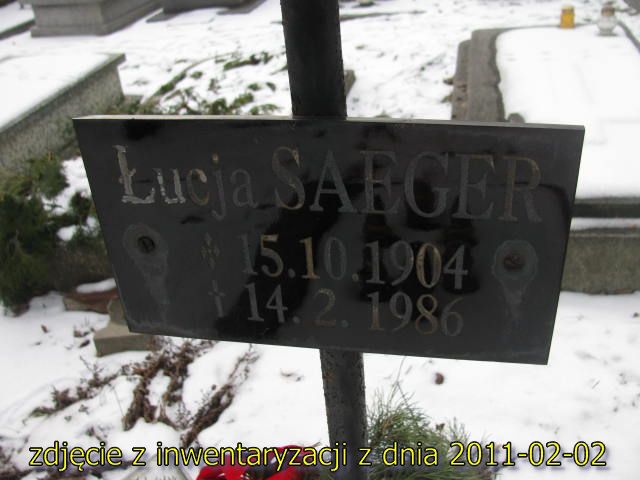 Łucja SAEGER
15.10.1904
14.2.1986
zdjęcie z inwentaryzacji z dnia 2011-02-02